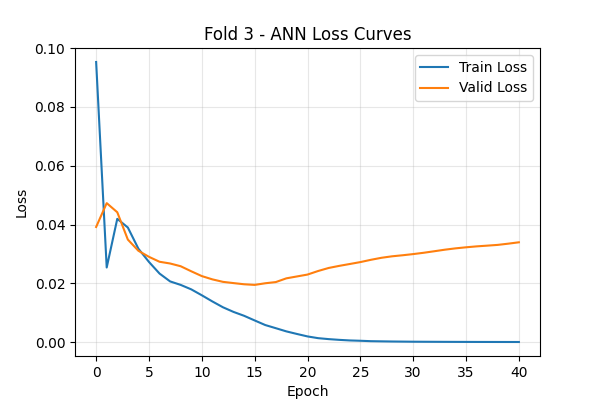 Fold 3 - ANN Loss Curves
Train Loss
Valid Loss
0.10
0.08
0.06
0.04
0.02
0.00
Loss
0 5 10 15 20 25 30 35 40
Epoch